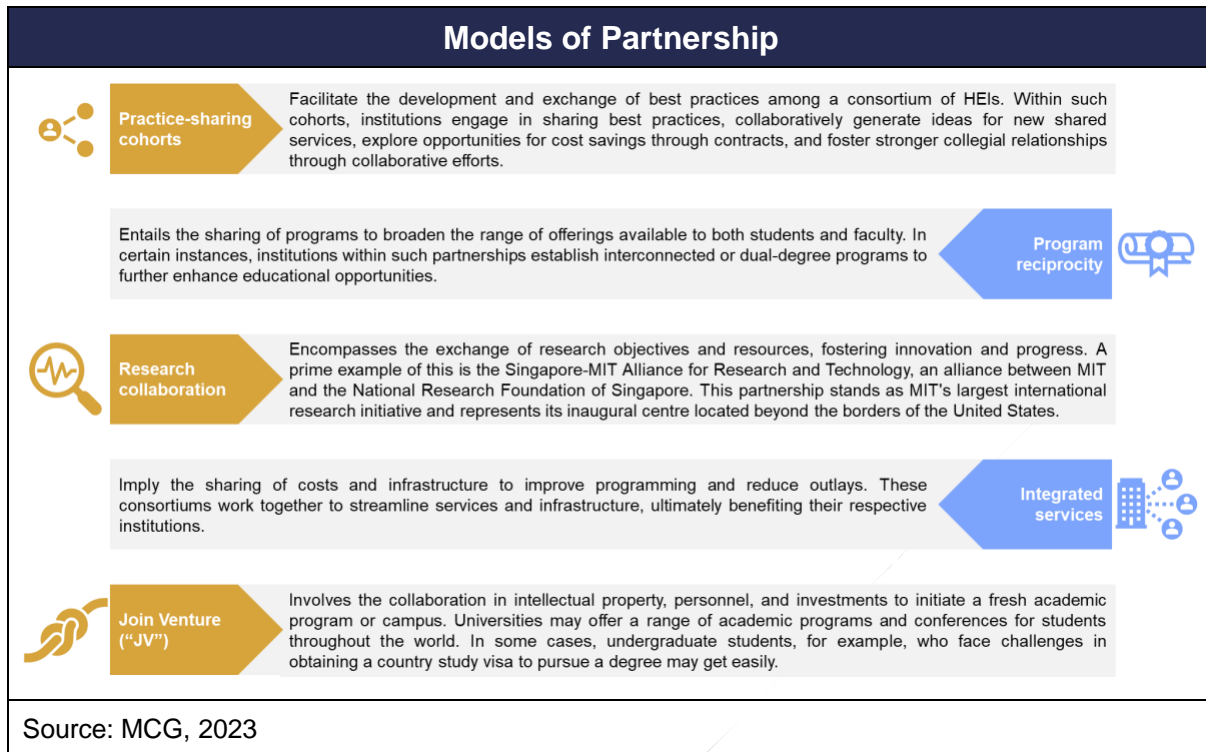 Models of Partnership
Practice-sharing
cohorts
Facilitate the development and exchange of best practices among a consortium of HEIs. Within such
cohorts, institutions engage in sharing best practices, collaboratively generate ideas for new shared
services, explore opportunities for cost savings through contracts, and foster stronger collegial relationships
through collaborative efforts.
Entails the sharing of programs to broaden the range of offerings available to both students and faculty. In
certain instances, institutions within such partnerships establish interconnected or dual-degree programs to
further enhance educational opportunities.
Program
reciprocity
Research
collaboration
Encompasses the exchange of research objectives and resources, fostering innovation and progress. A
prime example of this is the Singapore-MIT Alliance for Research and Technology, an alliance between MIT
and the National Research Foundation of Singapore. This partnership stands as MIT's largest international
research initiative and represents its inaugural centre located beyond the borders of the United States.
Imply the sharing of costs and infrastructure to improve programming and reduce outlays. These
consortiums work together to streamline services and infrastructure, ultimately benefiting their respective
institutions.
Integrated
services
Join Venture
("JV")
Involves the collaboration in intellectual property, personnel, and investments to initiate a fresh academic
program or campus. Universities may offer a range of academic programs and conferences for students
throughout the world. In some cases, undergraduate students, for example, who face challenges in
obtaining a country study visa to pursue a degree may get easily.
Source: MCG, 2023